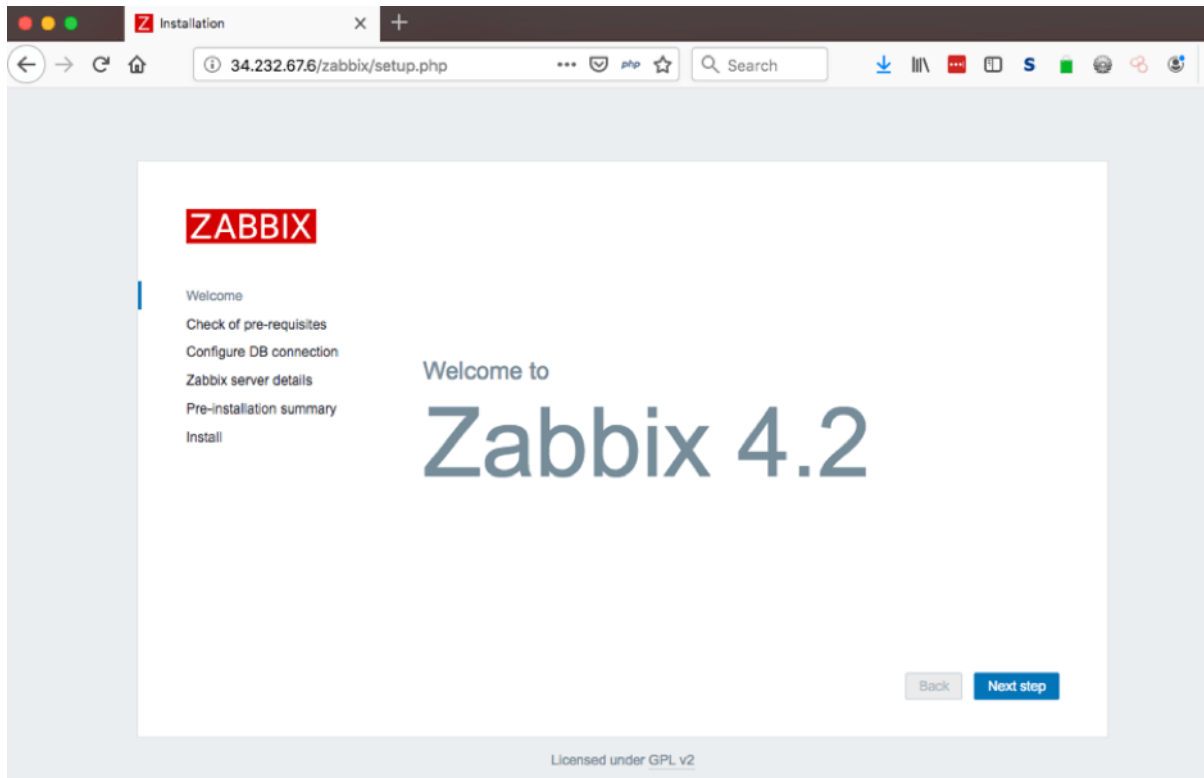 Z Installation
34.232.67.6/zabbix/setup.php
php
Search
S
ZABBIX
Welcome
Check of pre-requisites
Configure DB connection
Zabbix server details
Pre-installation summary
Install
Welcome to
Zabbix 4.2
Back
Next step
Licensed under GPL v2